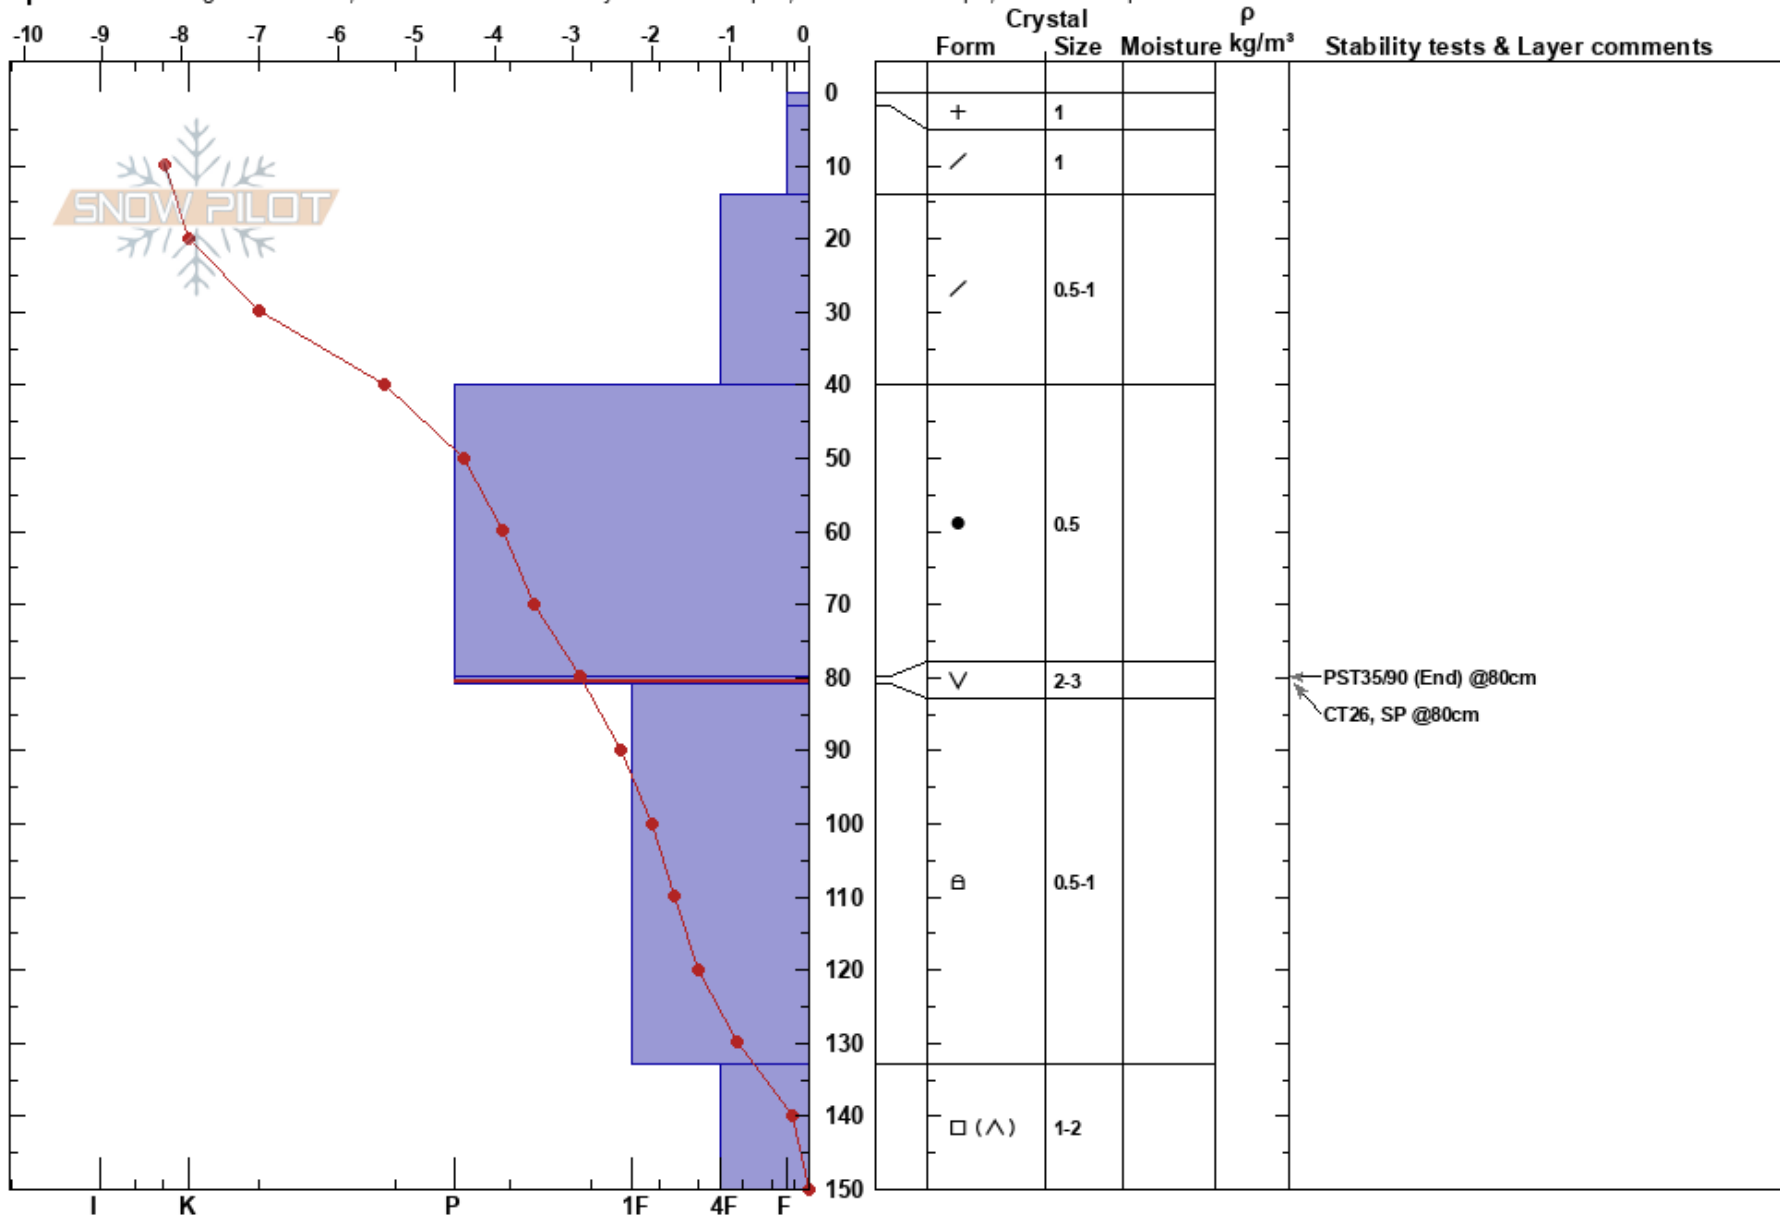 Crystal ρ
-10 -9 -8 -7 -6 -5 -4 -3 -2 -1 0 Form Size Moisture kg/m³ Stability tests & Layer comments
0
+ 1
SNOW PILOT
10 / 1
20
/ 0.5-1
30
40
50
● 0.5
60
70
80 ∨ 2-3 PST35/90 (End) @80cm
CT26, SP @80cm
90
100
110 0.5-1
120
130
140 □ (∧) 1-2
150
I K P 1F 4F F